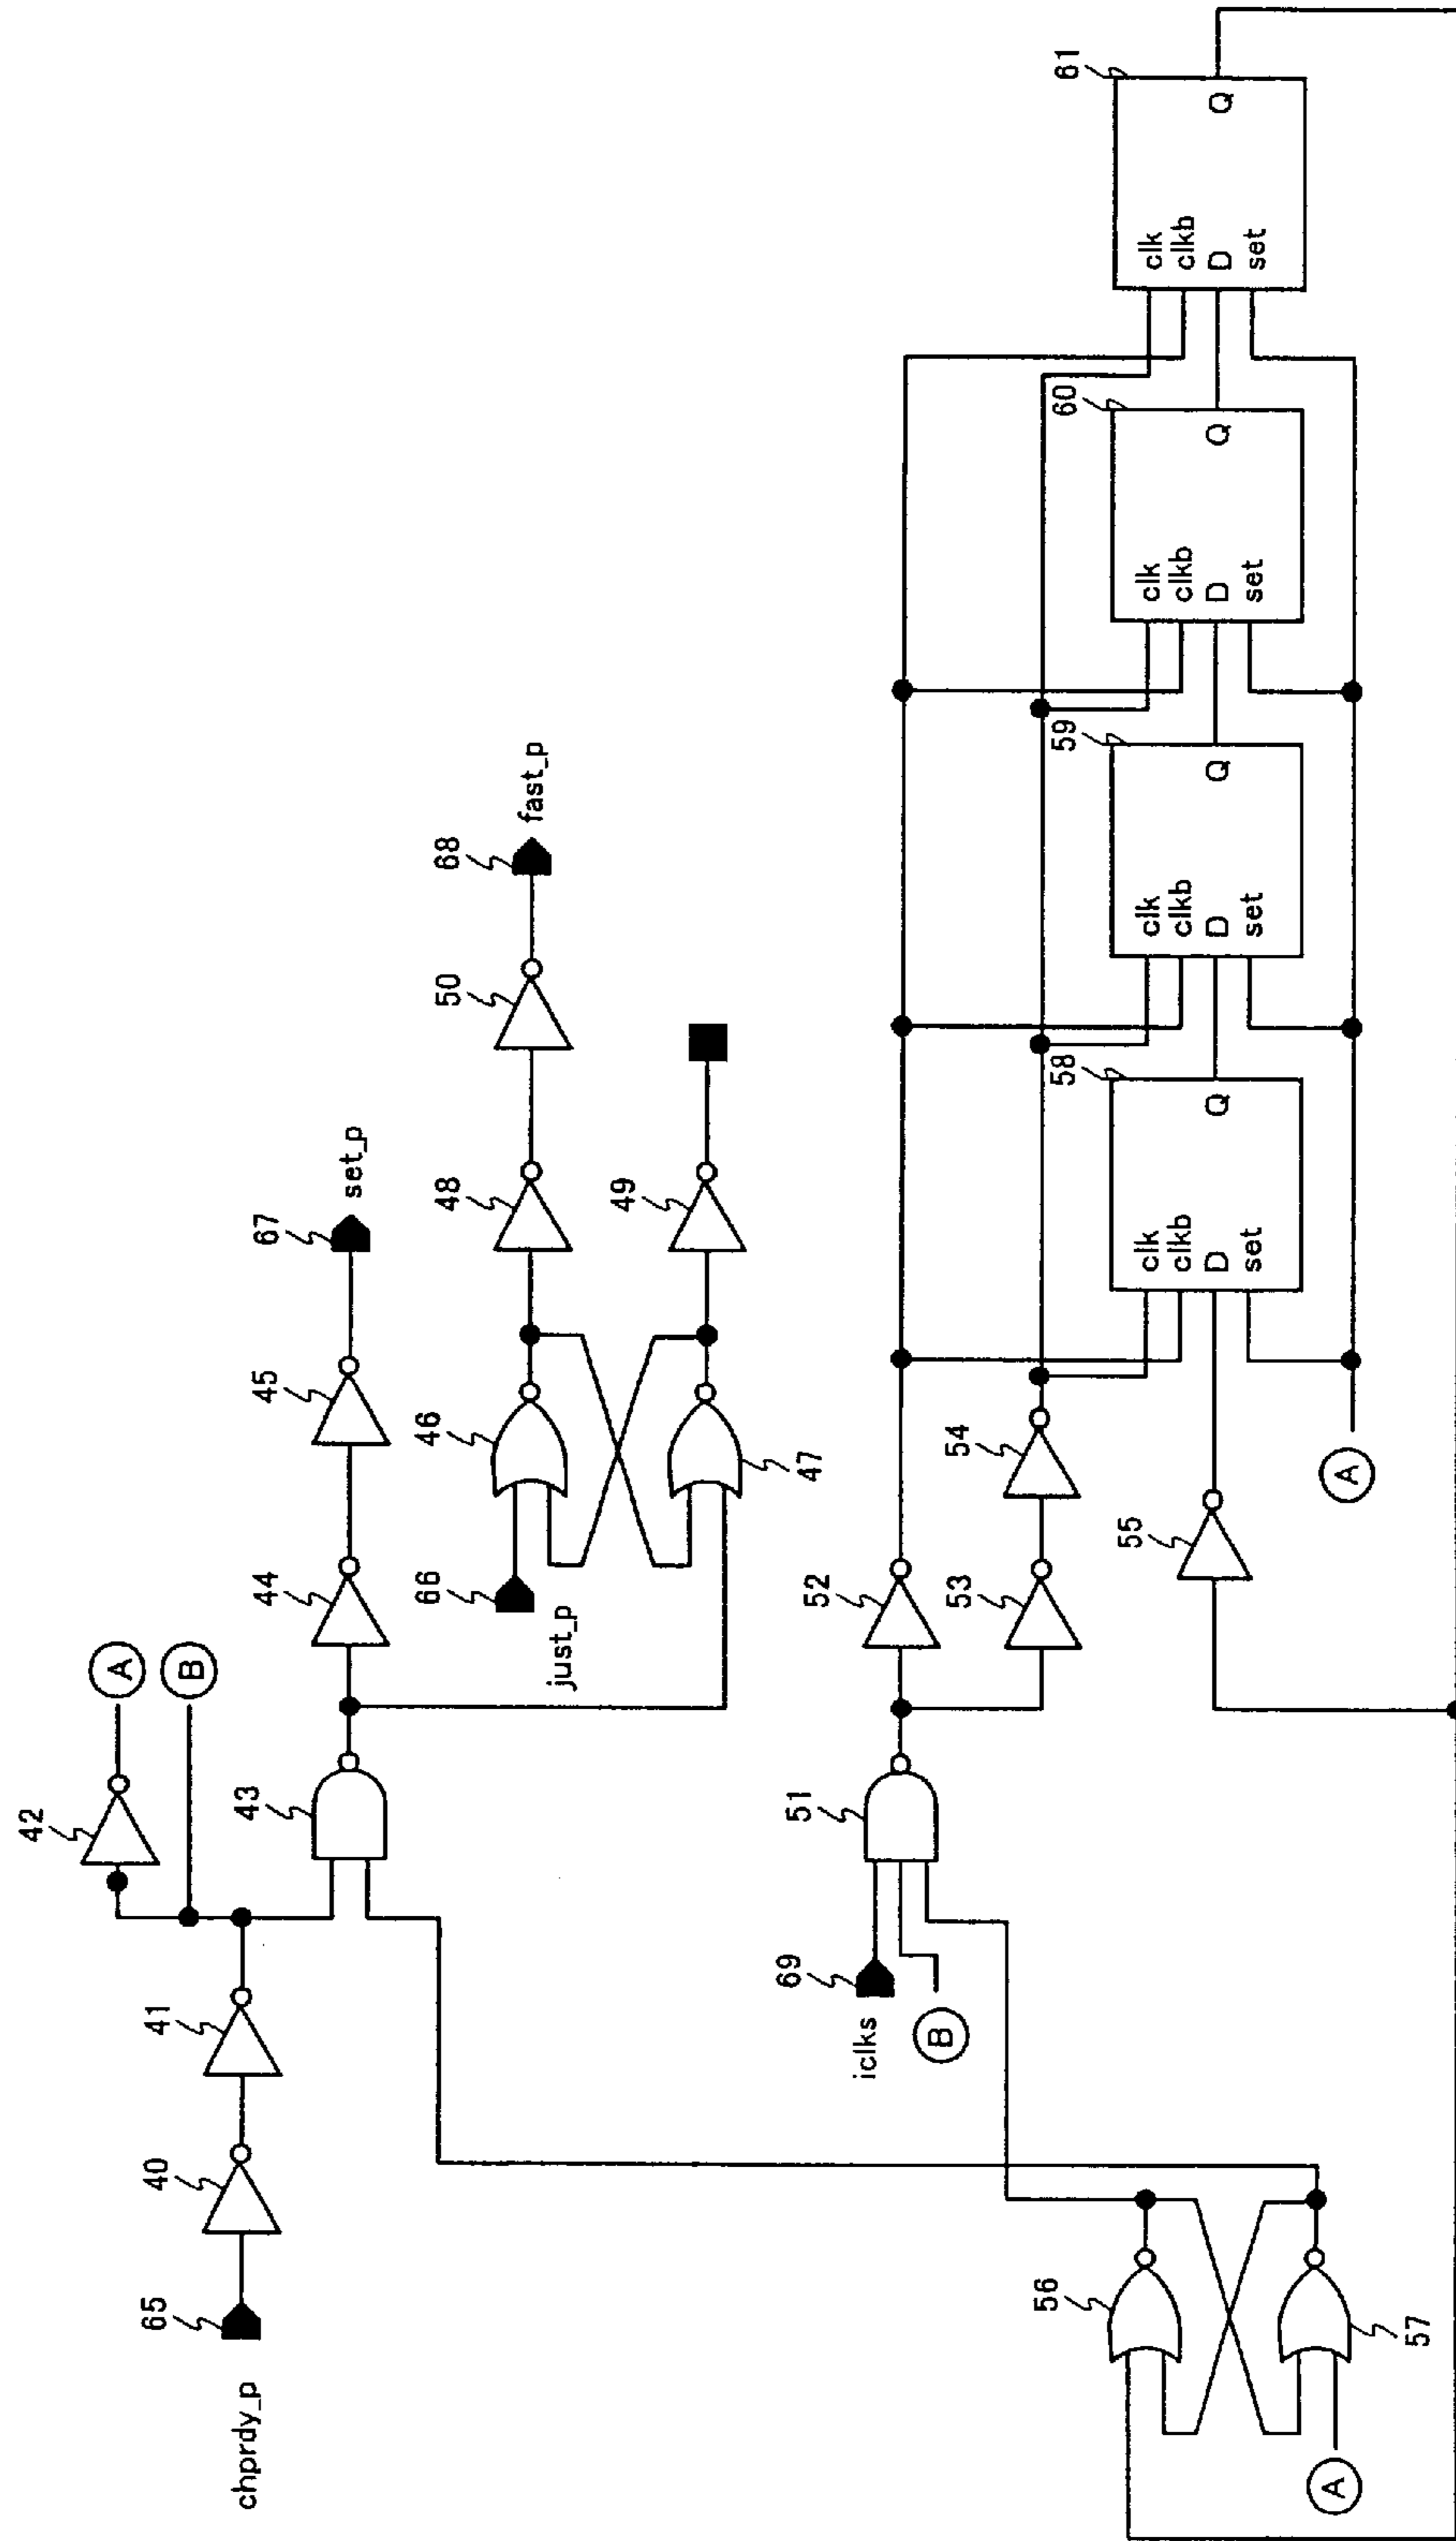 42
A
B
65
chprdy_p
40
41
43
44
45
67
set_p
66
just_p
46
47
48
49
50
68
fast_p
69
iclks
B
51
52
53
54
55
56
57
A
A
58
clk
clkb
D
set
Q
59
clk
clkb
D
set
Q
60
clk
clkb
D
set
Q
61
clk
clkb
D
set
Q